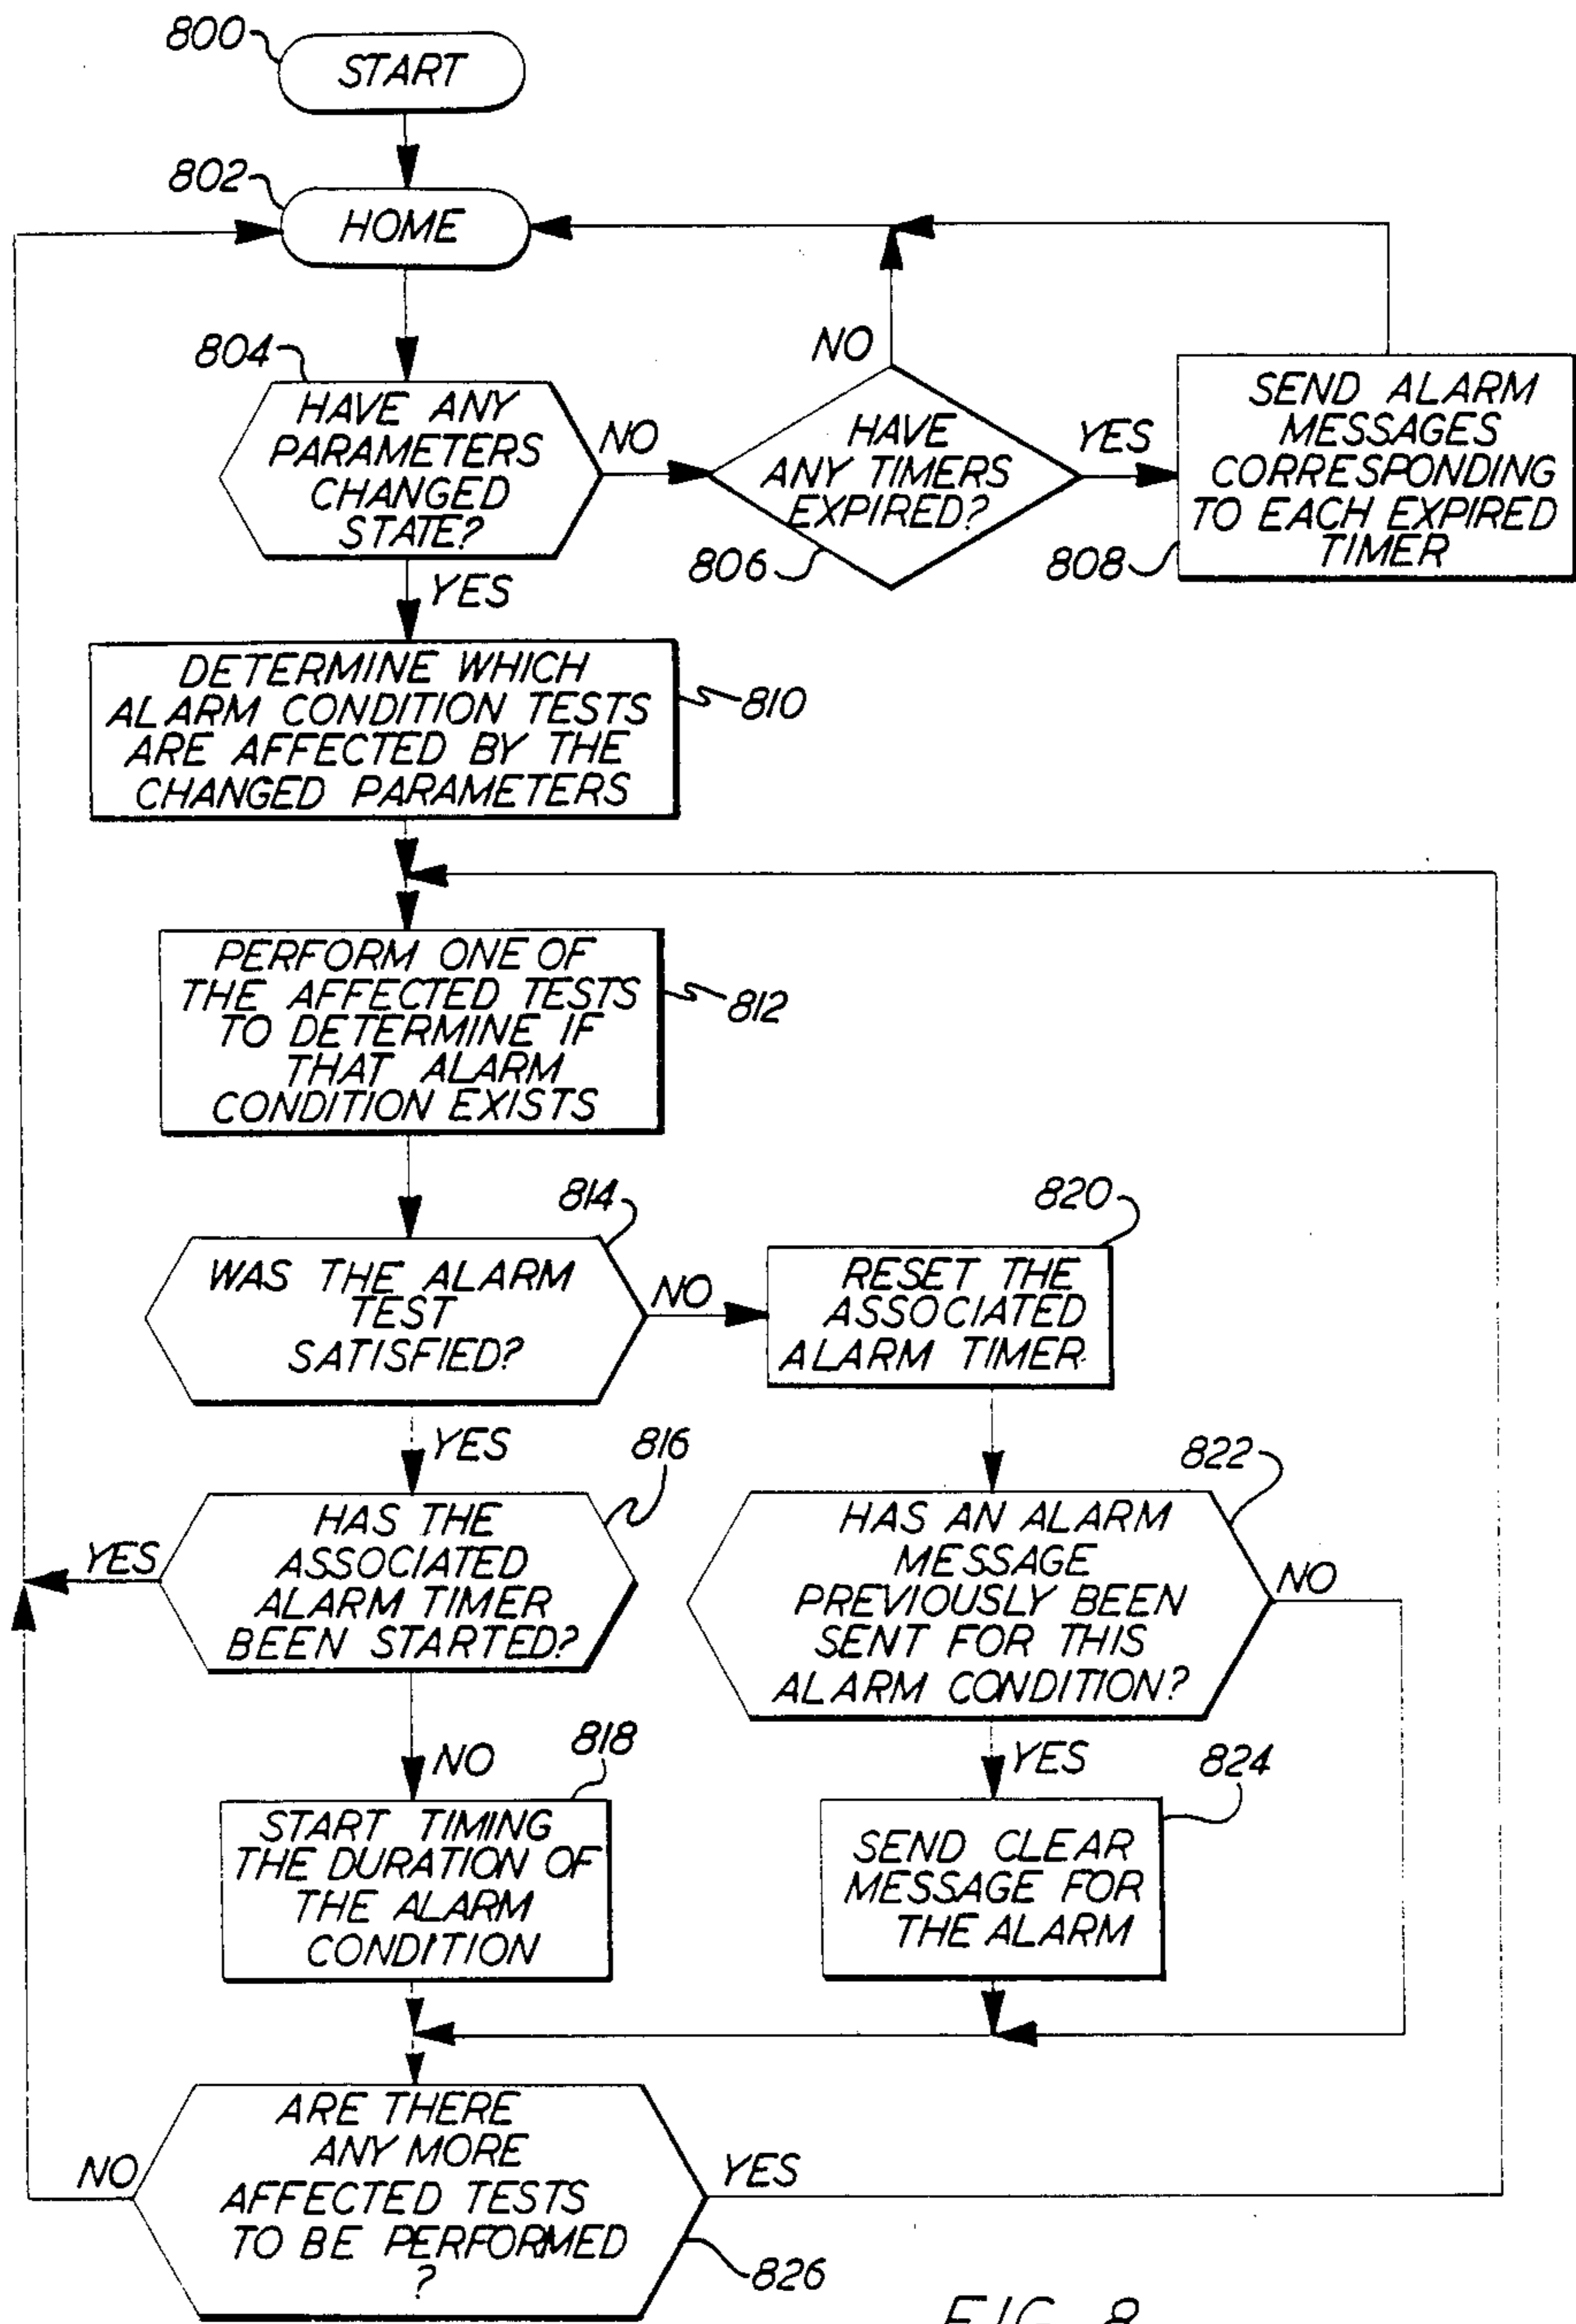 800
START
802
HOME
804
HAVE ANY
PARAMETERS
CHANGED
STATE?
NO
YES
HAVE
ANY TIMERS
EXPIRED?
806
NO
YES
SEND ALARM
MESSAGES
CORRESPONDING
TO EACH EXPIRED
TIMER
808
DETERMINE WHICH
ALARM CONDITION TESTS
ARE AFFECTED BY THE
CHANGED PARAMETERS
810
PERFORM ONE OF
THE AFFECTED TESTS
TO DETERMINE IF
THAT ALARM
CONDITION EXISTS
812
814
WAS THE ALARM
TEST
SATISFIED?
NO
YES
820
RESET THE
ASSOCIATED
ALARM TIMER
816
HAS THE
ASSOCIATED
ALARM TIMER
BEEN STARTED?
YES
NO
822
HAS AN ALARM
MESSAGE
PREVIOUSLY BEEN
SENT FOR THIS
ALARM CONDITION?
NO
YES
818
START TIMING
THE DURATION OF
THE ALARM
CONDITION
824
SEND CLEAR
MESSAGE FOR
THE ALARM
ARE THERE
ANY MORE
AFFECTED TESTS
TO BE PERFORMED
?
NO
YES
826
FIG. 8